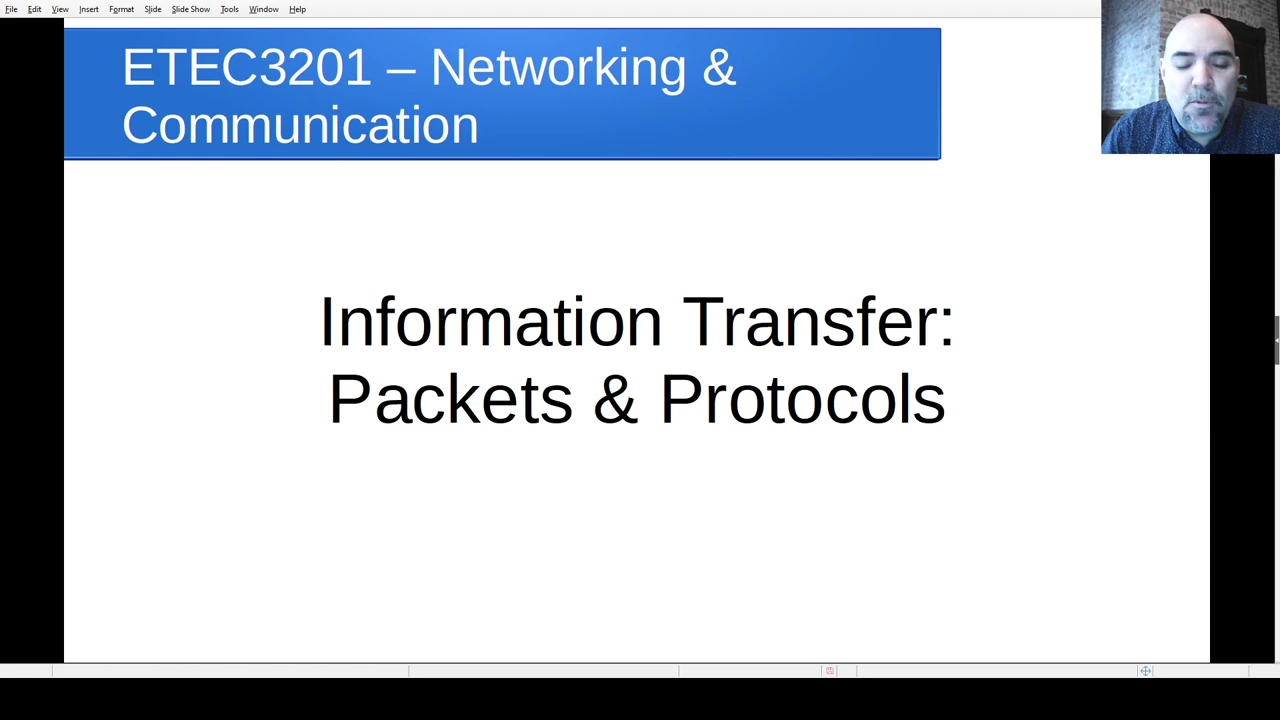 File Edit View Insert Format Slide Slide Show Tools Window Help
ETEC3201 – Networking &
Communication
Information Transfer:
Packets & Protocols